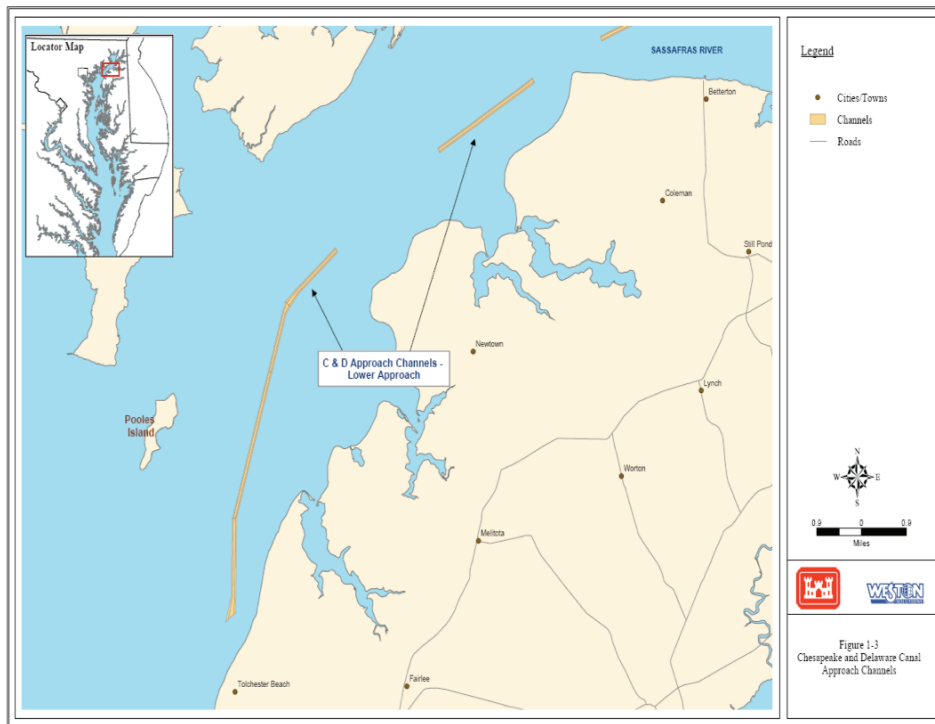 Locator Map
SASSAFRAS RIVER
Betterton
Coleman
Still Pond
C & D Approach Channels -
Lower Approach
Newtown
Lynch
Pooles
Island
Worton
Melitota
Tolchester Beach
Fairlee
Legend
Cities/Towns
Channels
Roads
N
W
E
S
0.9 0 0.9
Miles
WESTON
SOLUTIONS
Figure 1-3
Chesapeake and Delaware Canal
Approach Channels